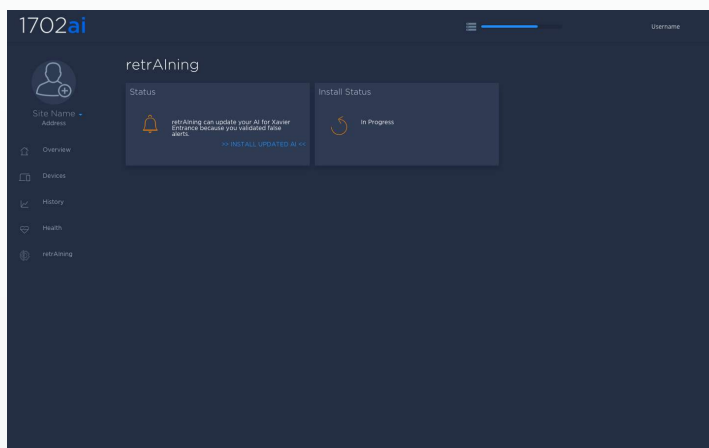 1702ai
Username
Site Name
Address
Overview
Devices
History
Health
retrAIning
retrAIning
Status
retrAIning can update your AI for Xavier
Entrance because you validated false
alerts.
<< INSTALL UPDATED AI <<
Install Status
In Progress